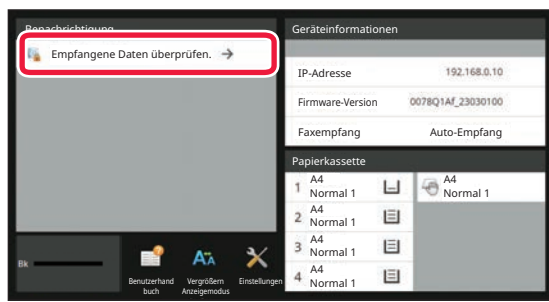 Benachrichtigung
Empfangene Daten überprüfen.
Geräteinformationen
IP-Adresse 192.168.0.10
Firmware-Version 0078Q1Af_23030100
Faxempfang Auto-Empfang
Papierkassette
1 A4
Normal 1
A4
Normal 1
2 A4
Normal 1
3 A4
Normal 1
4 A4
Normal 1
Bk
Benutzerhand
buch
Vergrößern
Anzeigemodus
Einstellungen